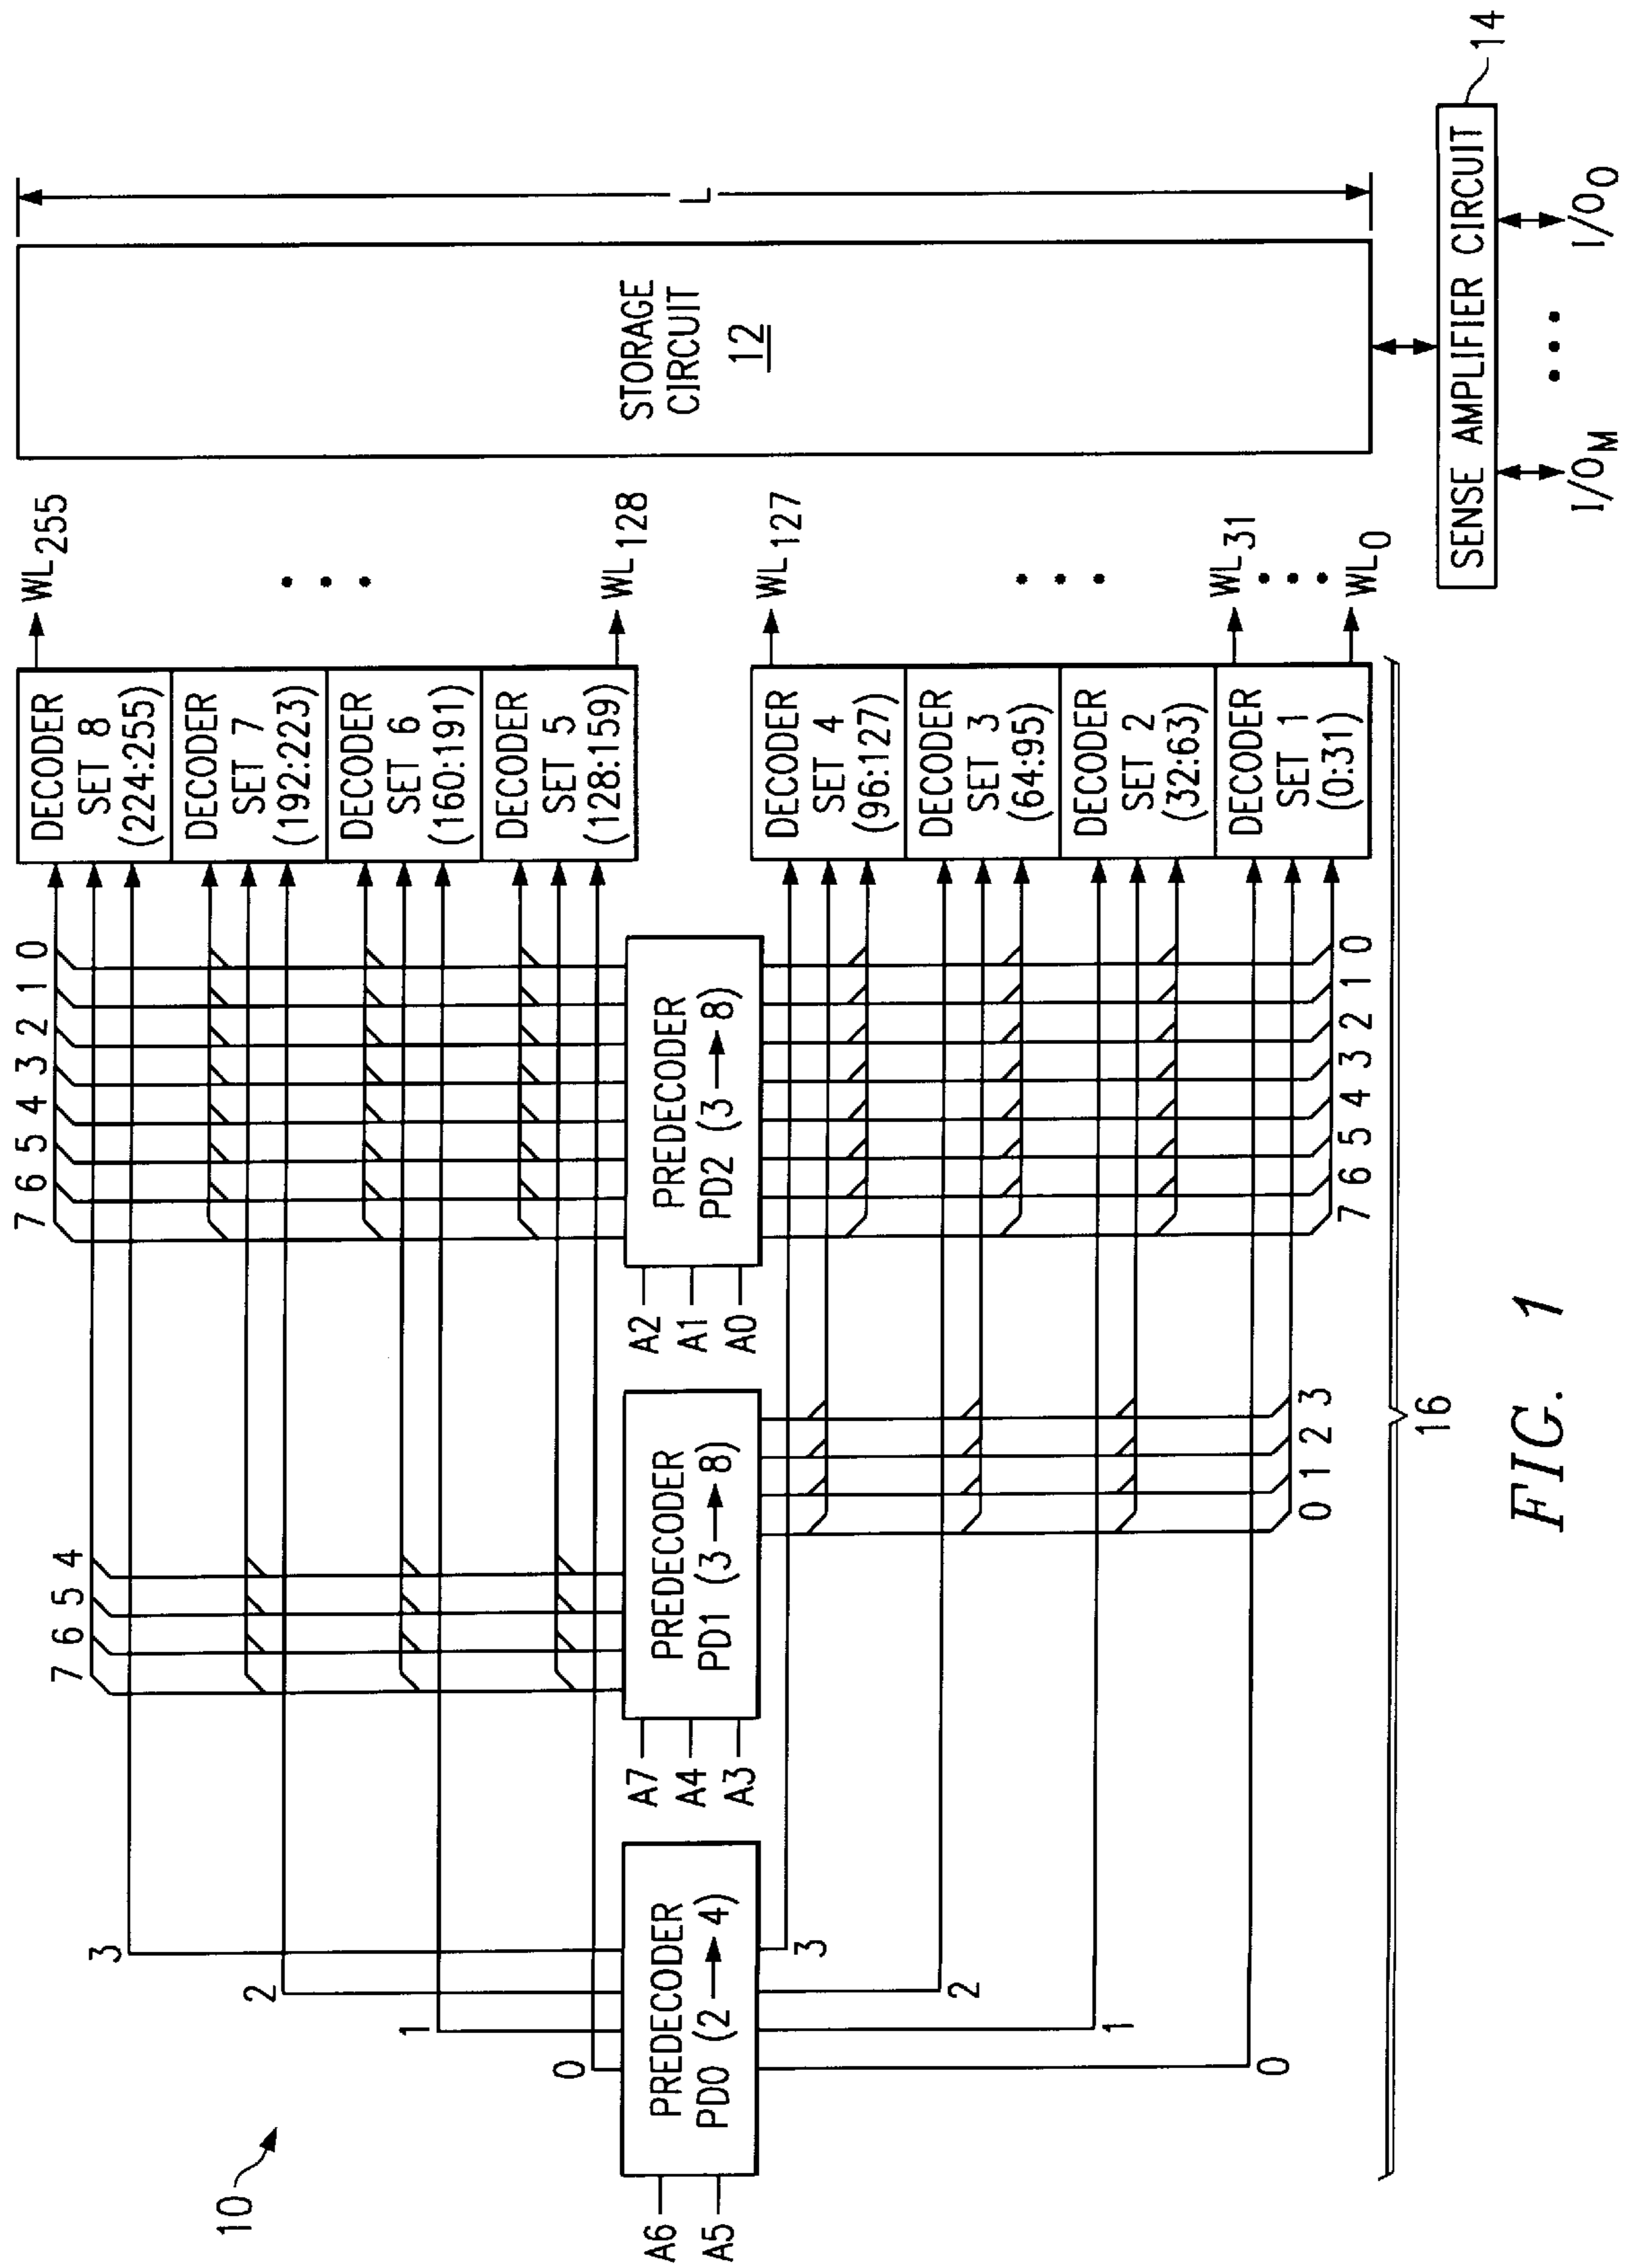 10
A6
A5
PREDECODER
PD0 (2→4)
0
1
2
3
0
1
2
3
A7
A4
A3
PREDECODER
PD1 (3→8)
7 6 5 4
0 1 2 3
A2
A1
A0
PREDECODER
PD2 (3→8)
7 6 5 4 3 2 1 0
7 6 5 4 3 2 1 0
DECODER
SET 8
(224:255)
DECODER
SET 7
(192:223)
DECODER
SET 6
(160:191)
DECODER
SET 5
(128:159)
DECODER
SET 4
(96:127)
DECODER
SET 3
(64:95)
DECODER
SET 2
(32:63)
DECODER
SET 1
(0:31)
WL255
WL128
WL127
WL31
WL0
STORAGE
CIRCUIT
12
L
SENSE AMPLIFIER CIRCUIT
14
I/OM
I/O0
16
FIG. 1